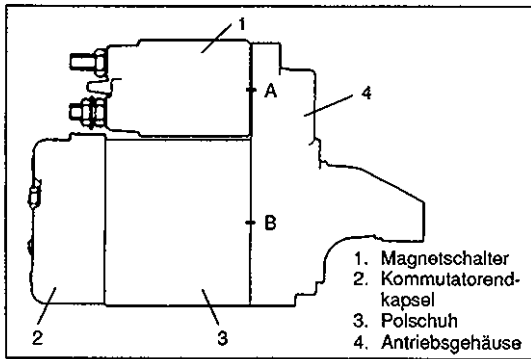 1
A
4
B
2
3
1. Magnetschalter
2. Kommutatorend-
kapsel
3. Polschuh
4. Antriebsgehäuse